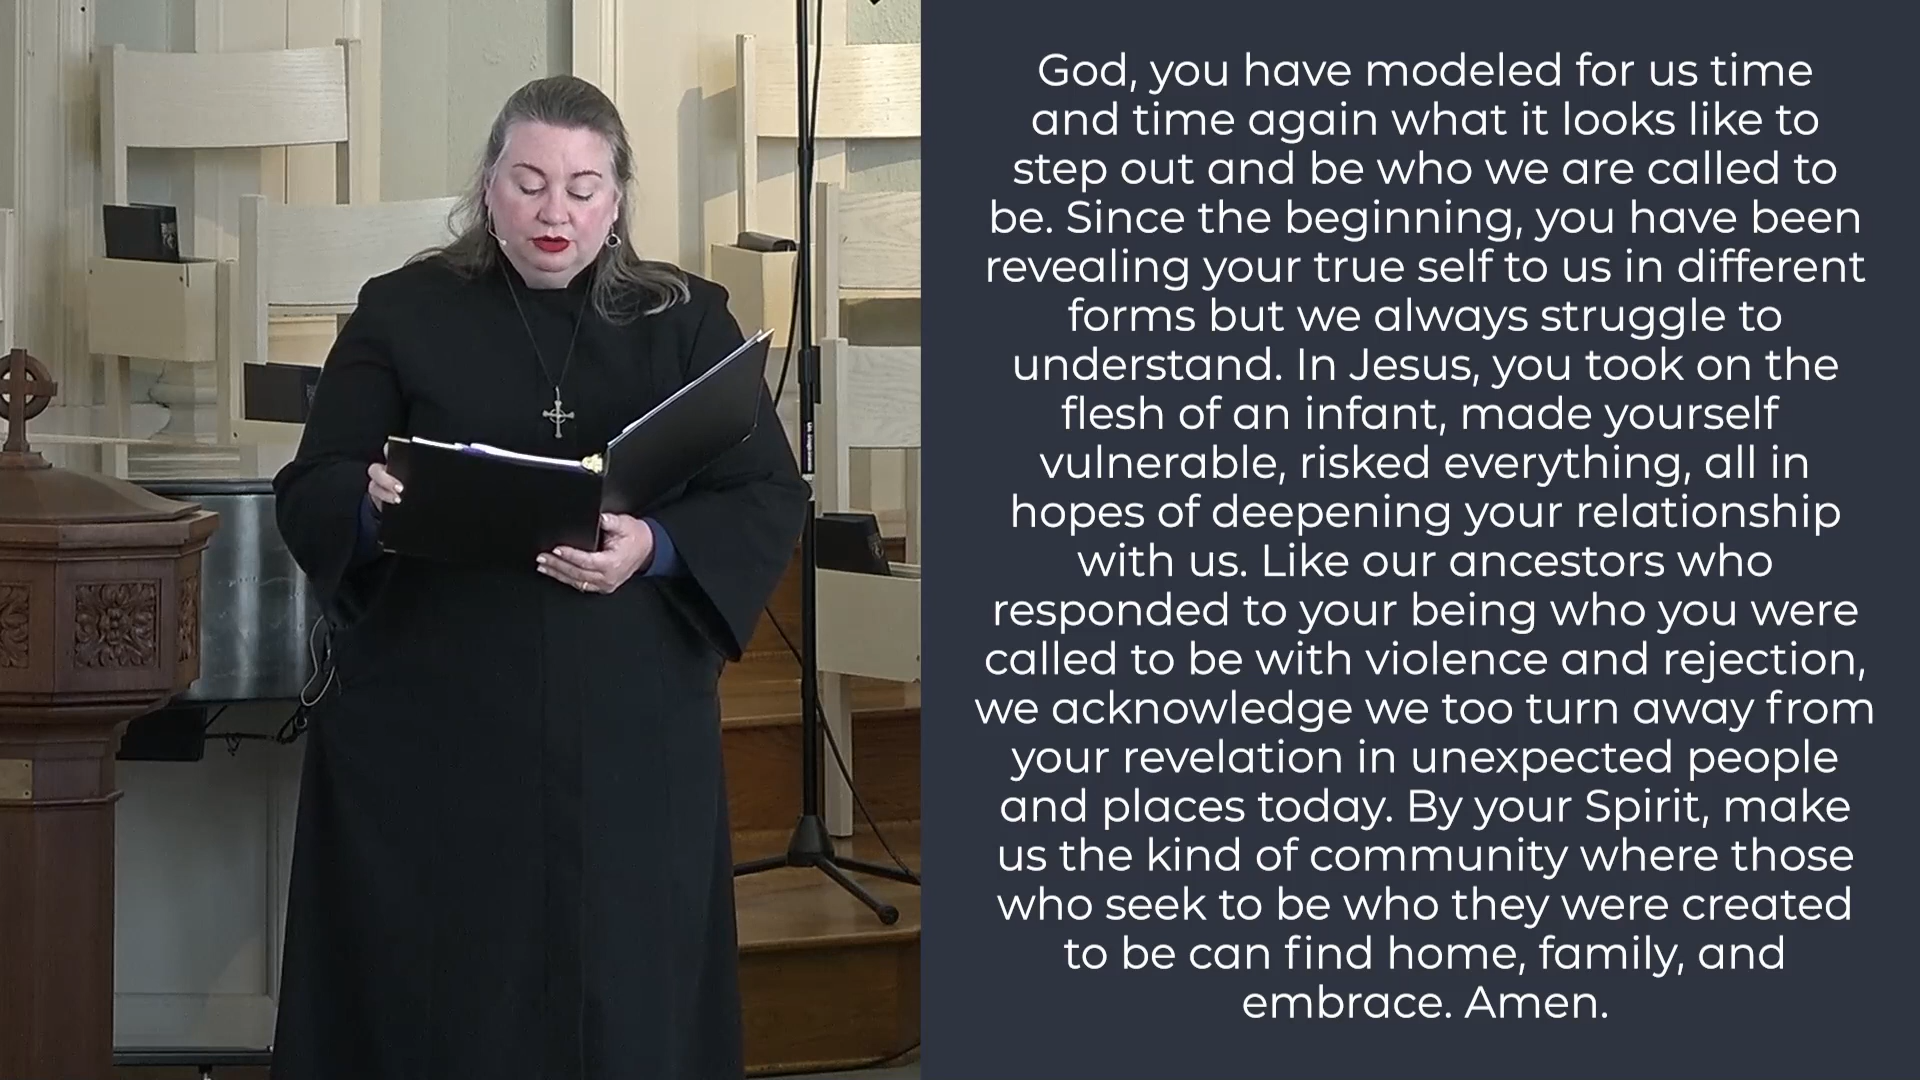 God, you have modeled for us time
and time again what it looks like to
step out and be who we are called to
be. Since the beginning, you have been
revealing your true self to us in different
forms but we always struggle to
understand. In Jesus, you took on the
flesh of an infant, made yourself
vulnerable, risked everything, all in
hopes of deepening your relationship
with us. Like our ancestors who
responded to your being who you were
called to be with violence and rejection,
we acknowledge we too turn away from
your revelation in unexpected people
and places today. By your Spirit, make
us the kind of community where those
who seek to be who they were created
to be can find home, family, and
embrace. Amen.